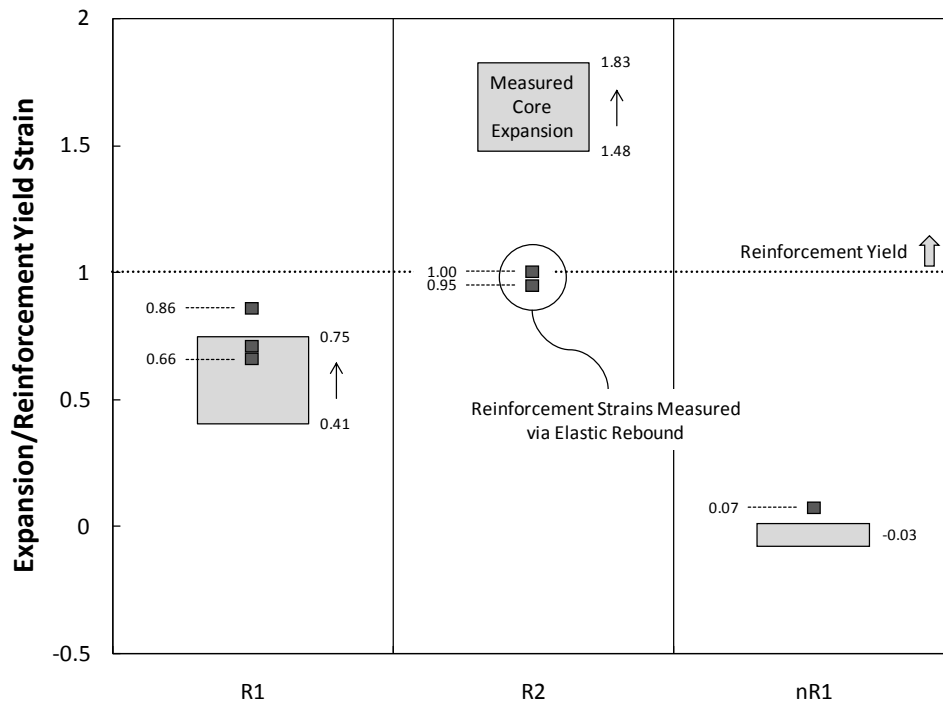 Expansion/Reinforcement Yield Strain
2
1.5
1
0.5
0
-0.5
0.86
0.66
0.75
0.41
Measured
Core
Expansion
1.83
1.48
1.00
0.95
Reinforcement Strains Measured
via Elastic Rebound
Reinforcement Yield
0.07
-0.03
R1
R2
nR1